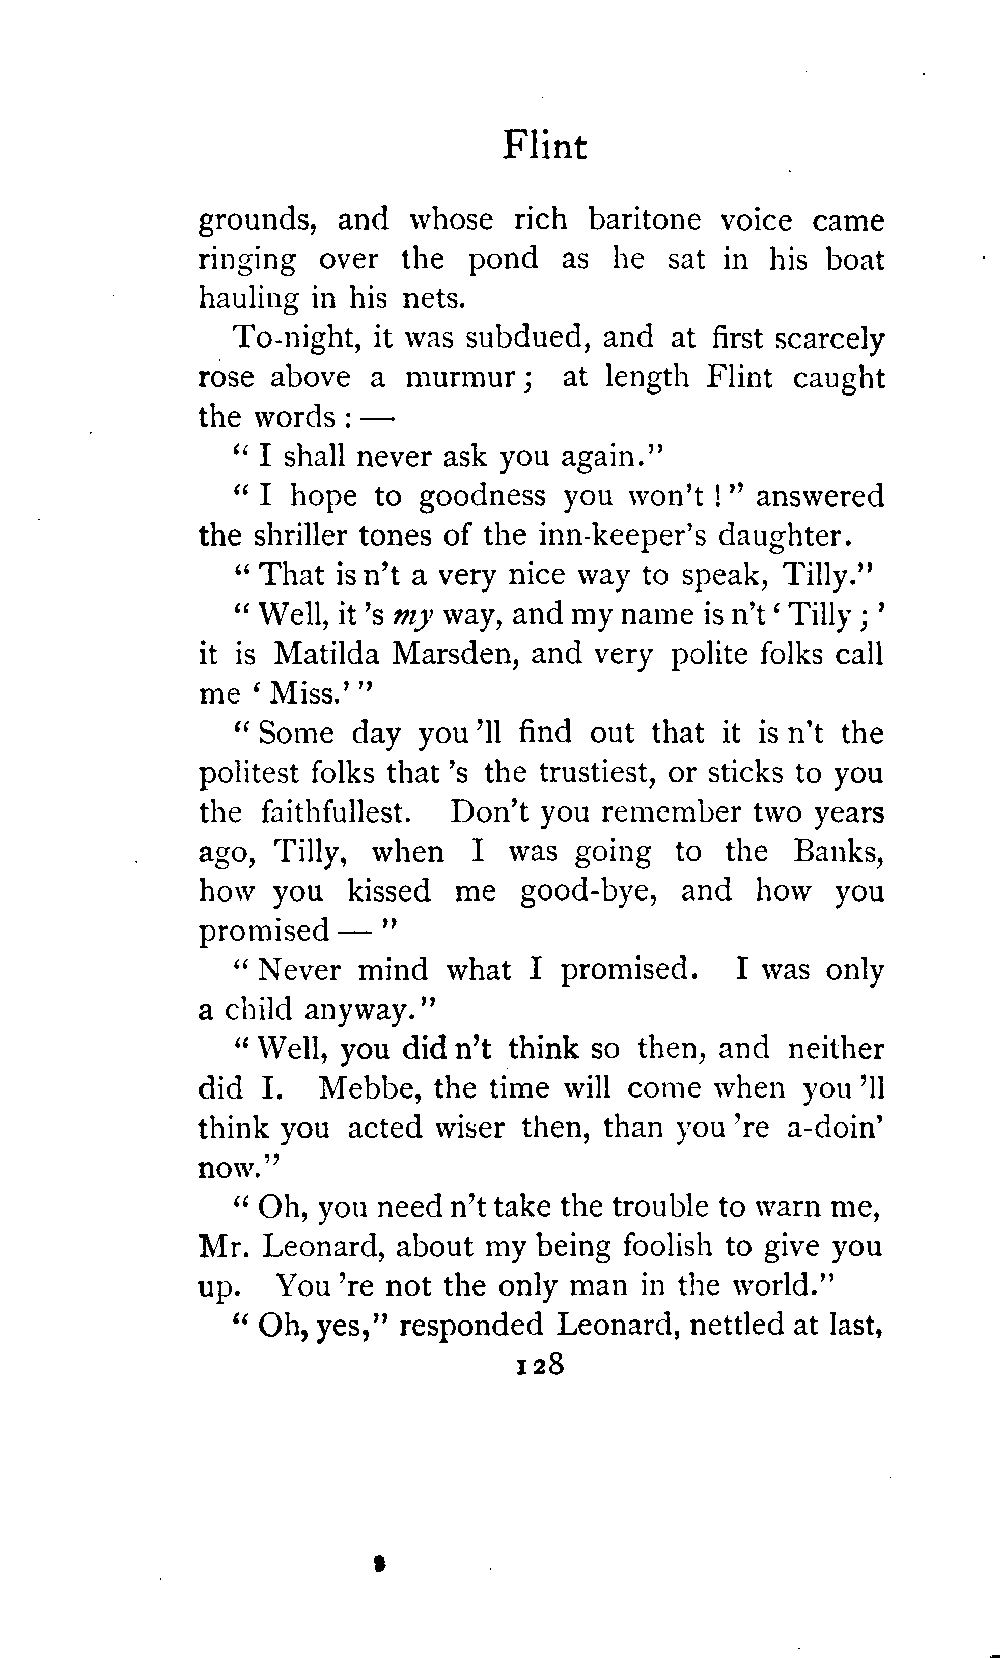 Flint
grounds, and whose rich baritone voice came
ringing over the pond as he sat in his boat
hauling in his nets.
To-night, it was subdued, and at first scarcely
rose above a murmur; at length Flint caught
the words : —
" I shall never ask you again."
" I hope to goodness you won't ! " answered
the shriller tones of the inn-keeper's daughter.
" That is n't a very nice way to speak, Tilly."
" Well, it 's my way, and my name is n't ' Tilly ; '
it is Matilda Marsden, and very polite folks call
me ' Miss.' "
" Some day you 'll find out that it is n't the
politest folks that 's the trustiest, or sticks to you
the faithfullest. Don't you remember two years
ago, Tilly, when I was going to the Banks,
how you kissed me good-bye, and how you
promised — "
" Never mind what I promised. I was only
a child anyway."
" Well, you did n't think so then, and neither
did I. Mebbe, the time will come when you 'll
think you acted wiser then, than you 're a-doin'
now."
" Oh, you need n't take the trouble to warn me,
Mr. Leonard, about my being foolish to give you
up. You 're not the only man in the world."
" Oh, yes," responded Leonard, nettled at last,
128